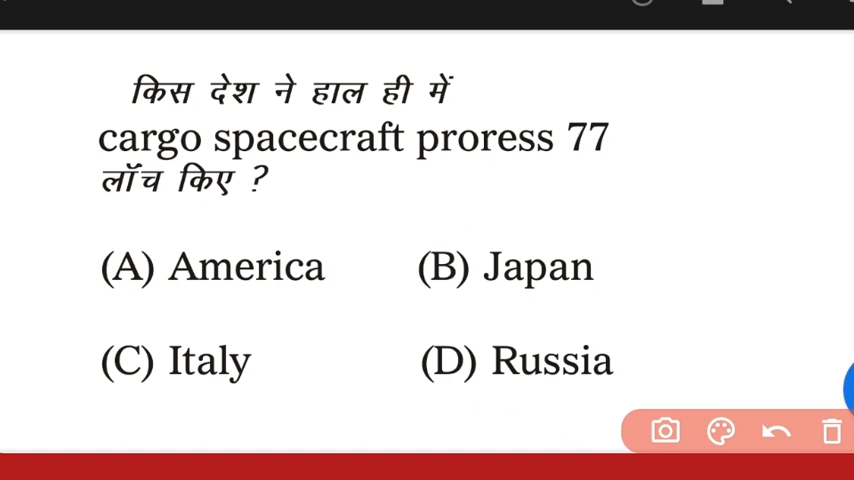 किस देश ने हाल ही में
cargo spacecraft proress 77
लॉच किए ?
(A) America
(B) Japan
(C) Italy
(D) Russia